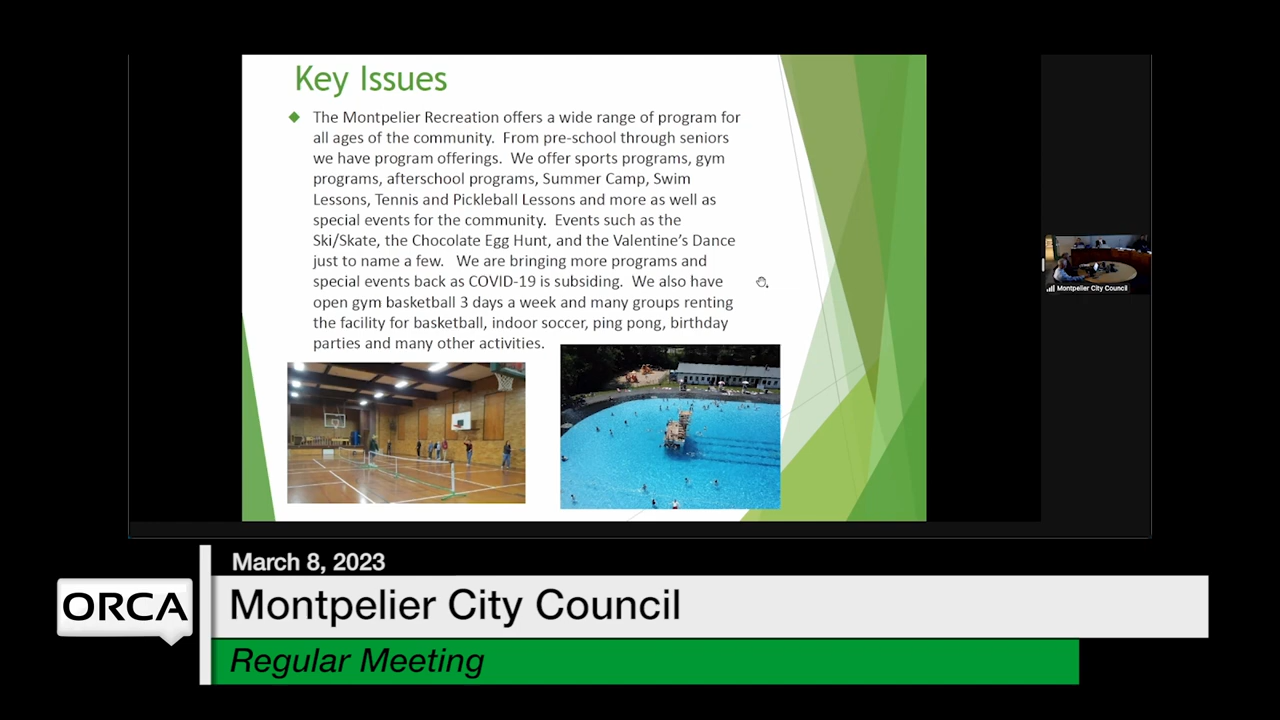 Key Issues
The Montpelier Recreation offers a wide range of program for
all ages of the community.  From pre-school through seniors
we have program offerings.  We offer sports programs, gym
programs, afterschool programs, Summer Camp, Swim
Lessons, Tennis and Pickleball Lessons and more as well as
special events for the community.  Events such as the
Ski/Skate, the Chocolate Egg Hunt, and the Valentine's Dance
just to name a few.   We are bringing more programs and
special events back as COVID-19 is subsiding.  We also have
open gym basketball 3 days a week and many groups renting
the facility for basketball, indoor soccer, ping pong, birthday
parties and many other activities.
Montpelier City Council
March 8, 2023
ORCA
Montpelier City Council
Regular Meeting